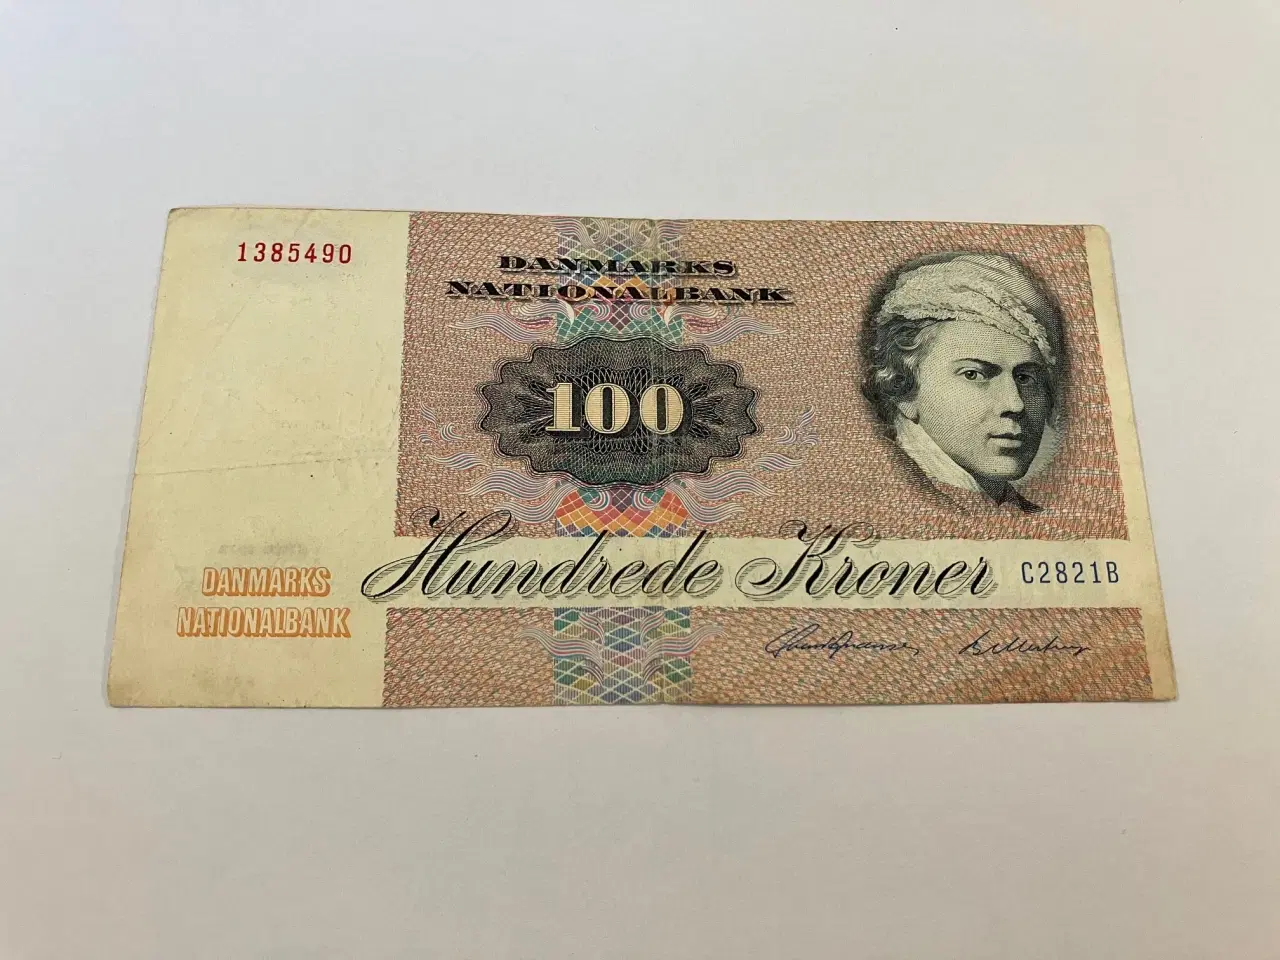 1385490
DANMARKS
NATIONALBANK
100
Hundrede Kroner
C2821B
DANMARKS
NATIONALBANK